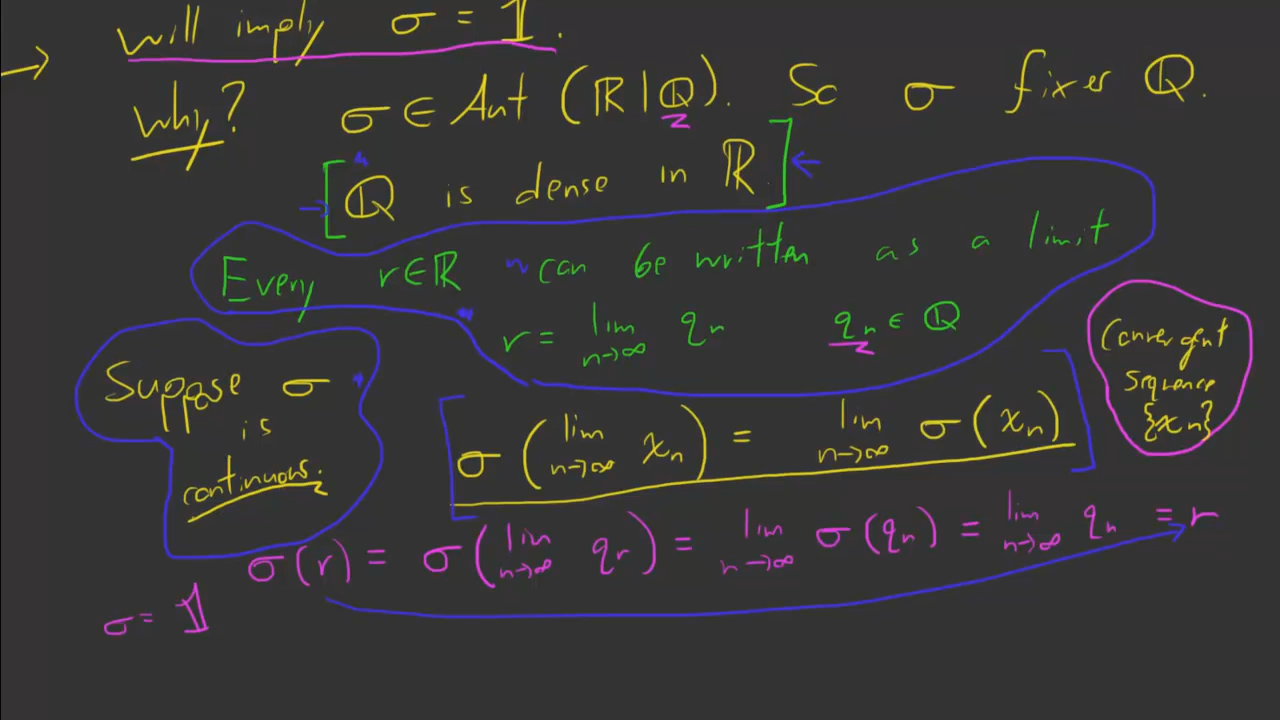 will imply σ = 𝟙.
why? σ ∈ Aut (ℝ | ℚ). So σ fixes ℚ.
[ ℚ is dense in ℝ. ]
Every r∈ℝ can be written as a limit
r = lim n→∞ qn qn ∈ ℚ
Suppose σ is continuous.
σ ( lim n→∞ xn ) = lim n→∞ σ ( xn )
Convergent sequence {xn}
σ(r) = σ ( lim n→∞ qn ) = lim n→∞ σ (qn) = lim n→∞ qn = r
σ = 𝟙